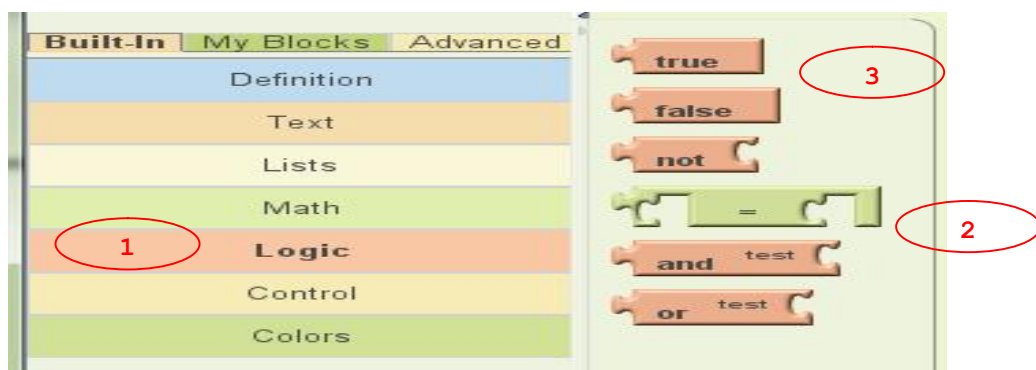 Built-In My Blocks Advanced
Definition
Text
Lists
Math
1 Logic
Control
Colors
true 3
false
not
= 2
and test
or test